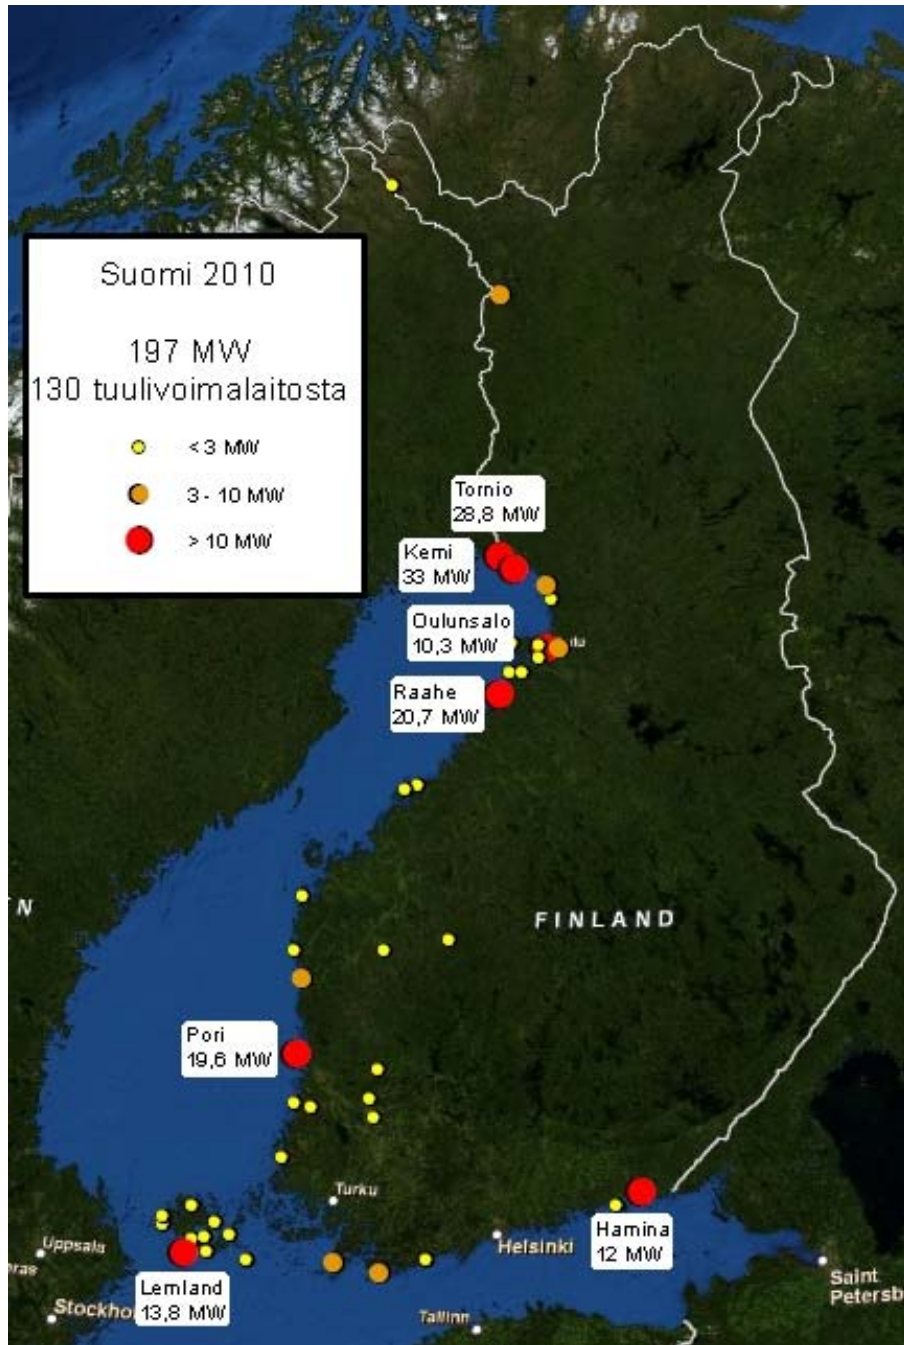 Suomi 2010
197 MW
130 tuulivoimalaitosta
<3 MW
3 - 10 MW
> 10 MW
Tornio
28,8 MW
Kemi
33 MW
Oulunsalo
10,3 MW
Raahe
20,7 MW
N
FINLAND
Pori
19,6 MW
Turku
Uppsala
Helsinki
Hamina
12 MW
Lemland
13,8 MW
Saint
Tallinn